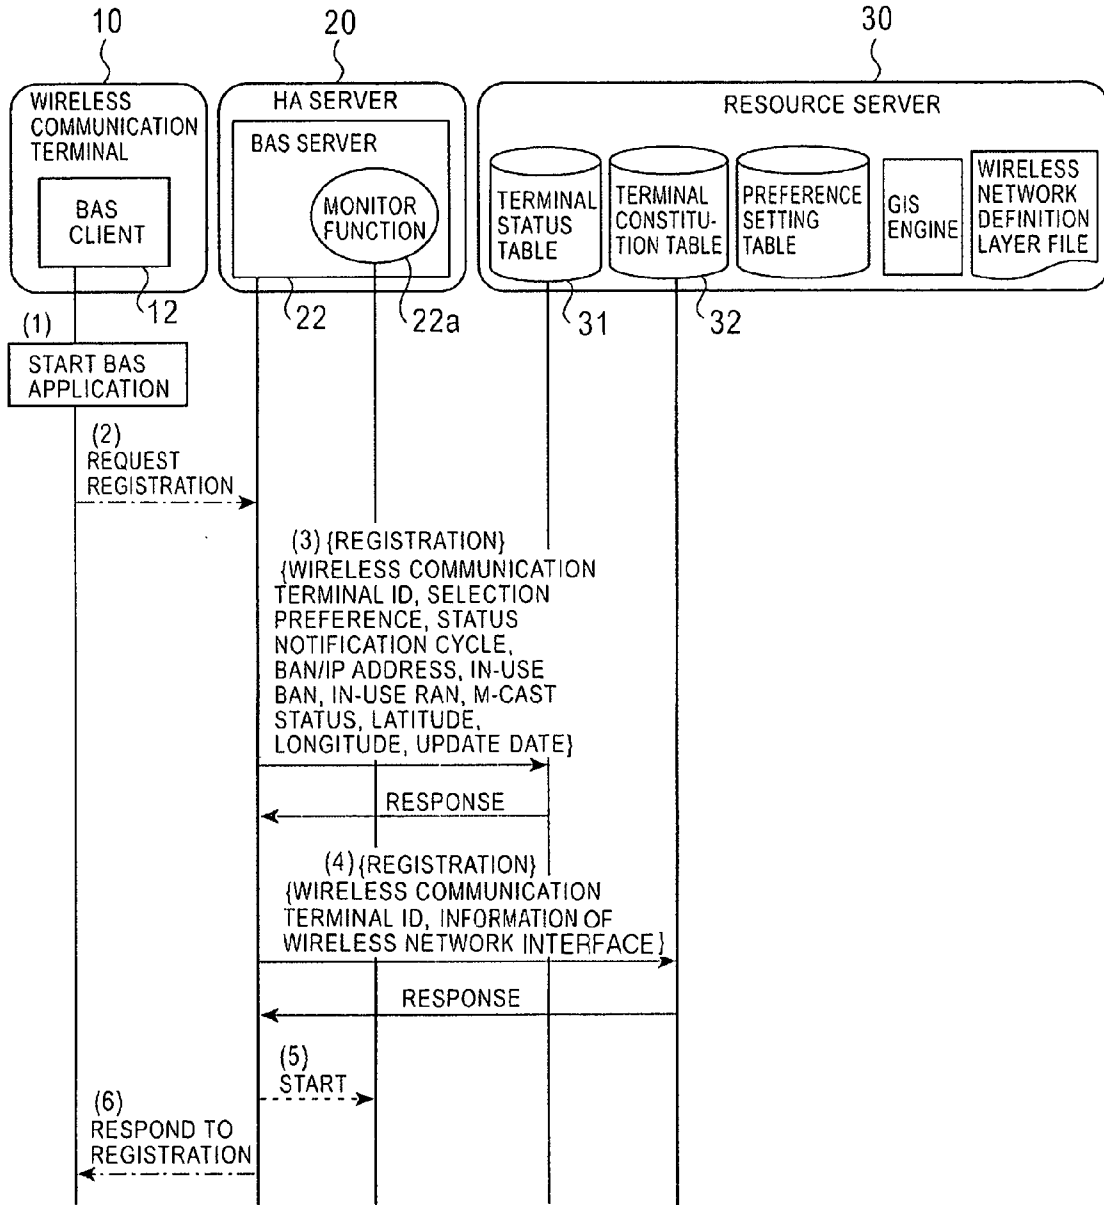 10
20
30
WIRELESS
COMMUNICATION
TERMINAL
BAS
CLIENT
12
HA SERVER
BAS SERVER
MONITOR
FUNCTION
22
22a
RESOURCE SERVER
TERMINAL
STATUS
TABLE
TERMINAL
CONSTITU-
TION TABLE
PREFERENCE
SETTING
TABLE
GIS
ENGINE
WIRELESS
NETWORK
DEFINITION
LAYER FILE
31
32
(1)
START BAS
APPLICATION
(2)
REQUEST
REGISTRATION
(3) {REGISTRATION}
{WIRELESS COMMUNICATION
TERMINAL ID, SELECTION
PREFERENCE, STATUS
NOTIFICATION CYCLE,
BAN/IP ADDRESS, IN-USE
BAN, IN-USE RAN, M-CAST
STATUS, LATITUDE,
LONGITUDE, UPDATE DATE}
RESPONSE
(4) {REGISTRATION}
{WIRELESS COMMUNICATION
TERMINAL ID, INFORMATION OF
WIRELESS NETWORK INTERFACE}
RESPONSE
(5)
START
(6)
RESPOND TO
REGISTRATION